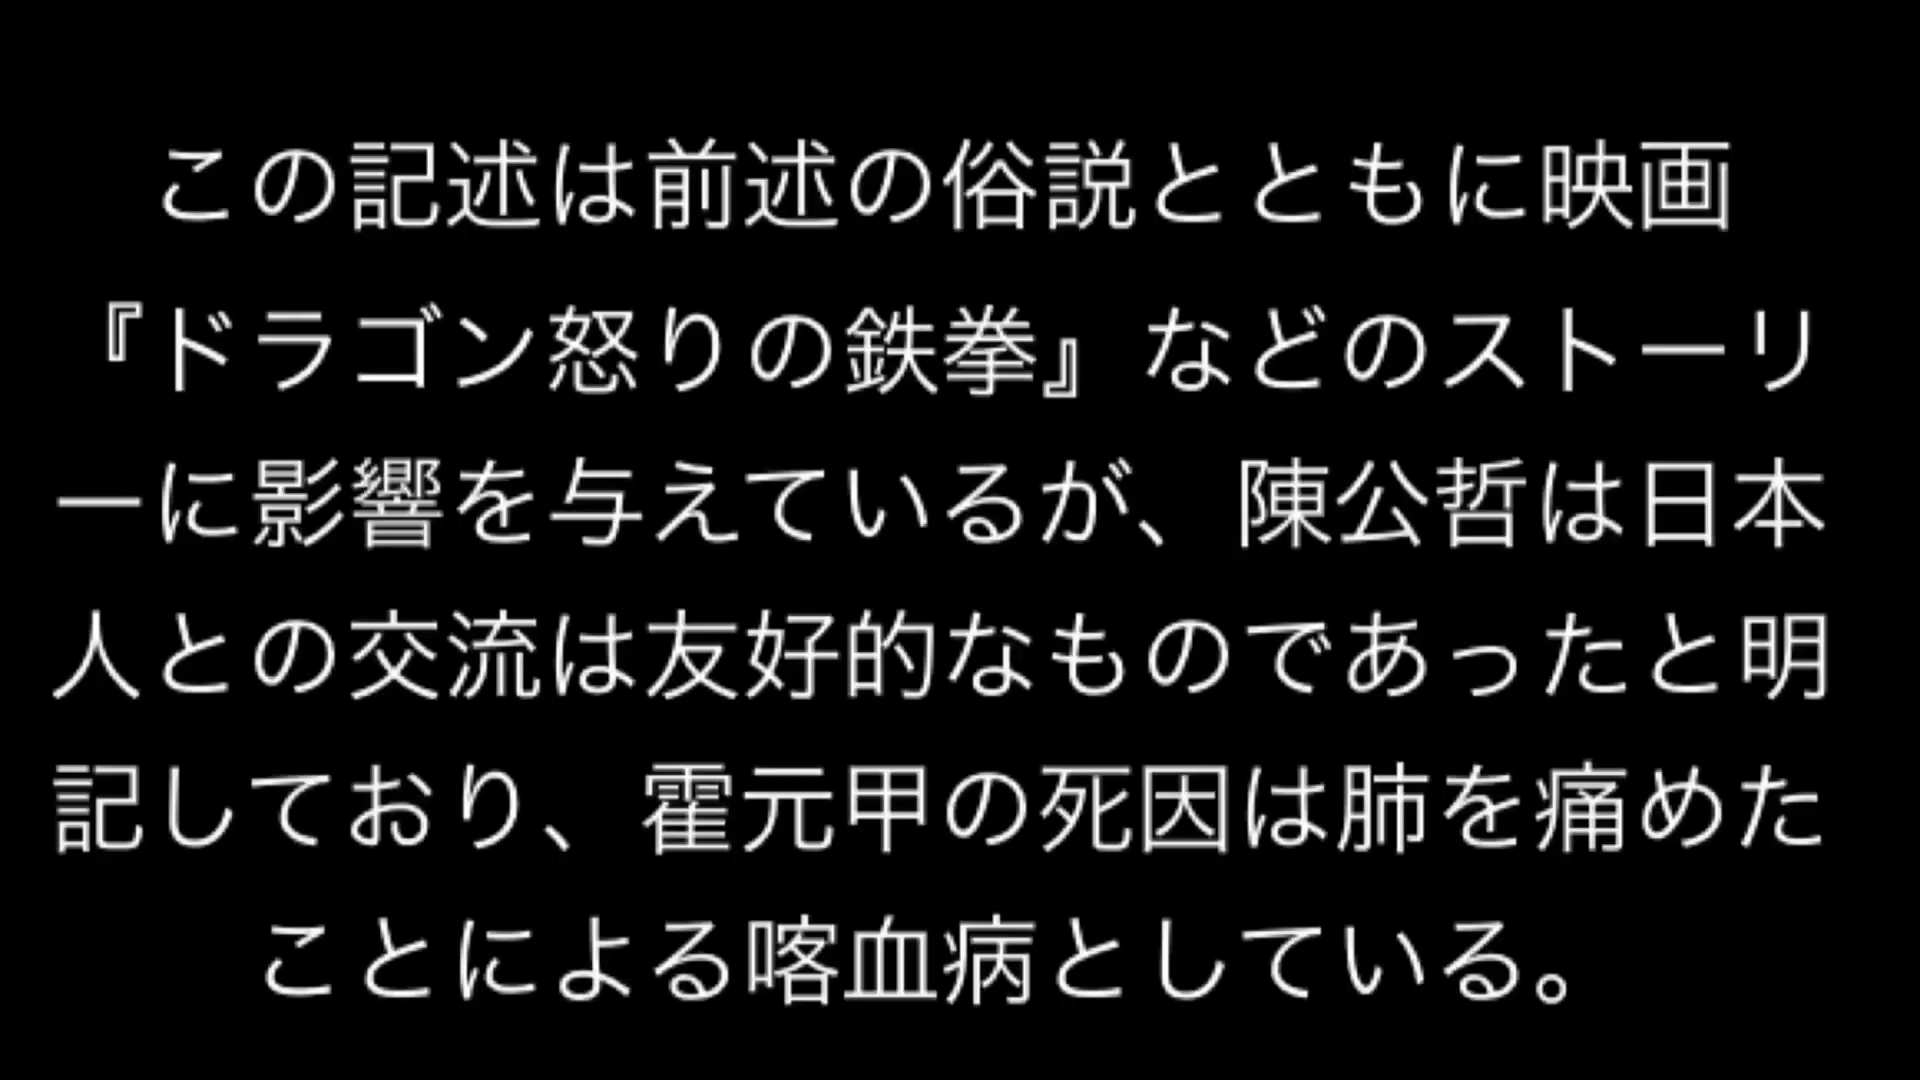 この記述は前述の俗説とともに映画
『ドラゴン怒りの鉄拳』などのストーリ
ーに影響を与えているが、陳公哲は日本
人との交流は友好的なものであったと明
記しており、霍元甲の死因は肺を痛めた
ことによる喀血病としている。